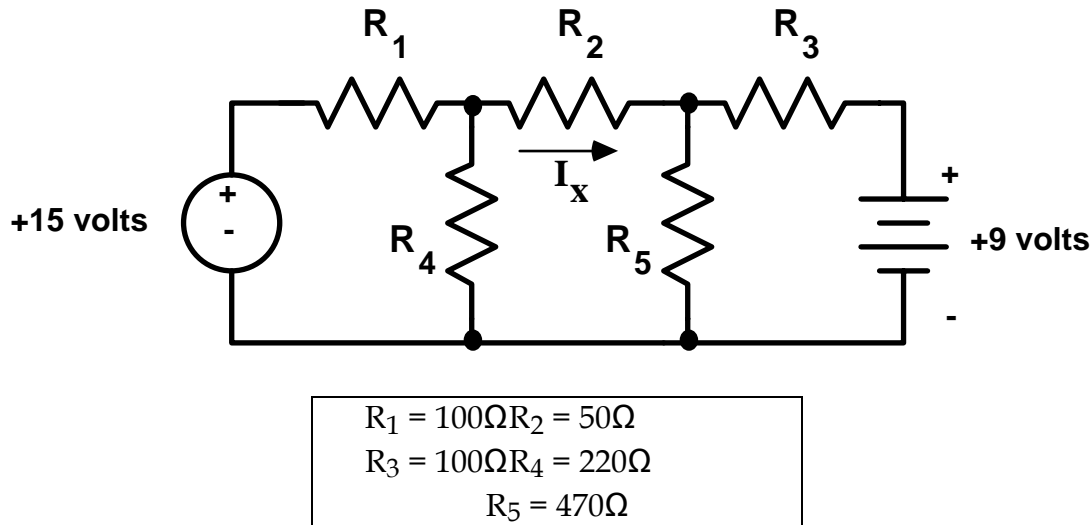 R1 R2 R3
+15 volts
+
-
R4
Ix
R5
+
+9 volts
-
R1 = 100ΩR2 = 50Ω
R3 = 100ΩR4 = 220Ω
R5 = 470Ω